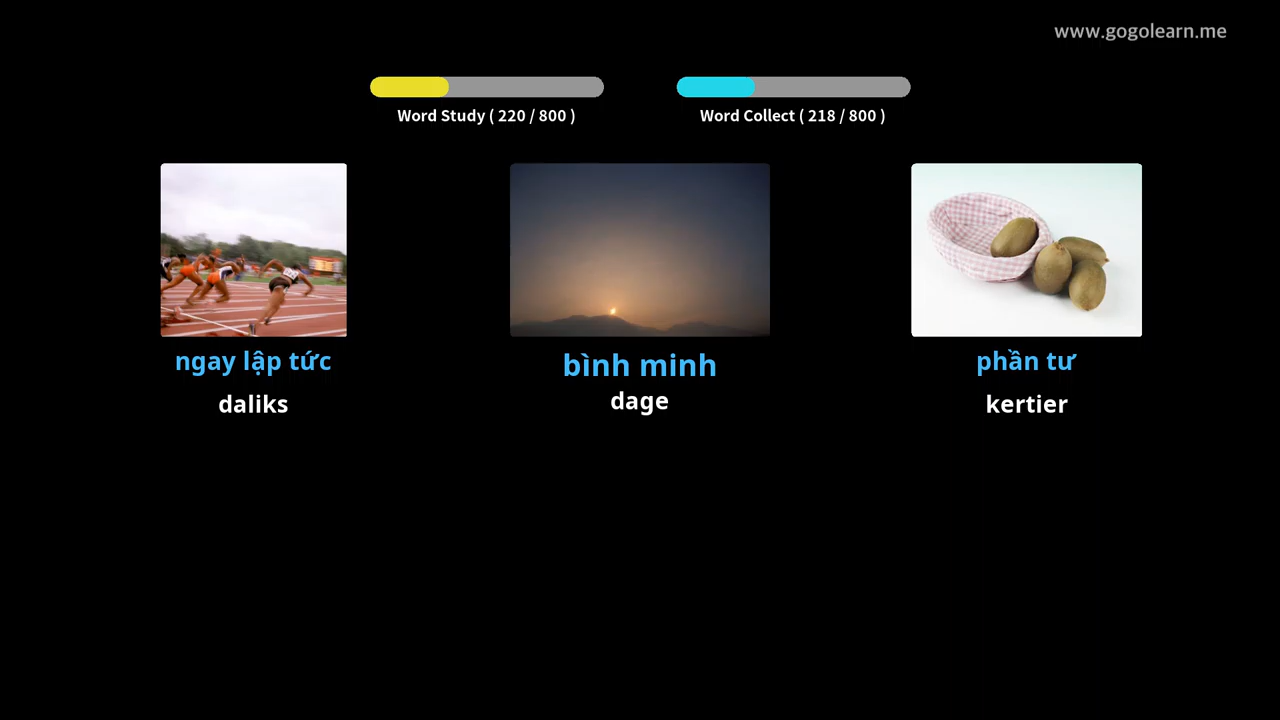 www.gogolearn.me
Word Study ( 220 / 800 )
Word Collect ( 218 / 800 )
ngay lập tức
daliks
bình minh
dage
phần tư
kertier